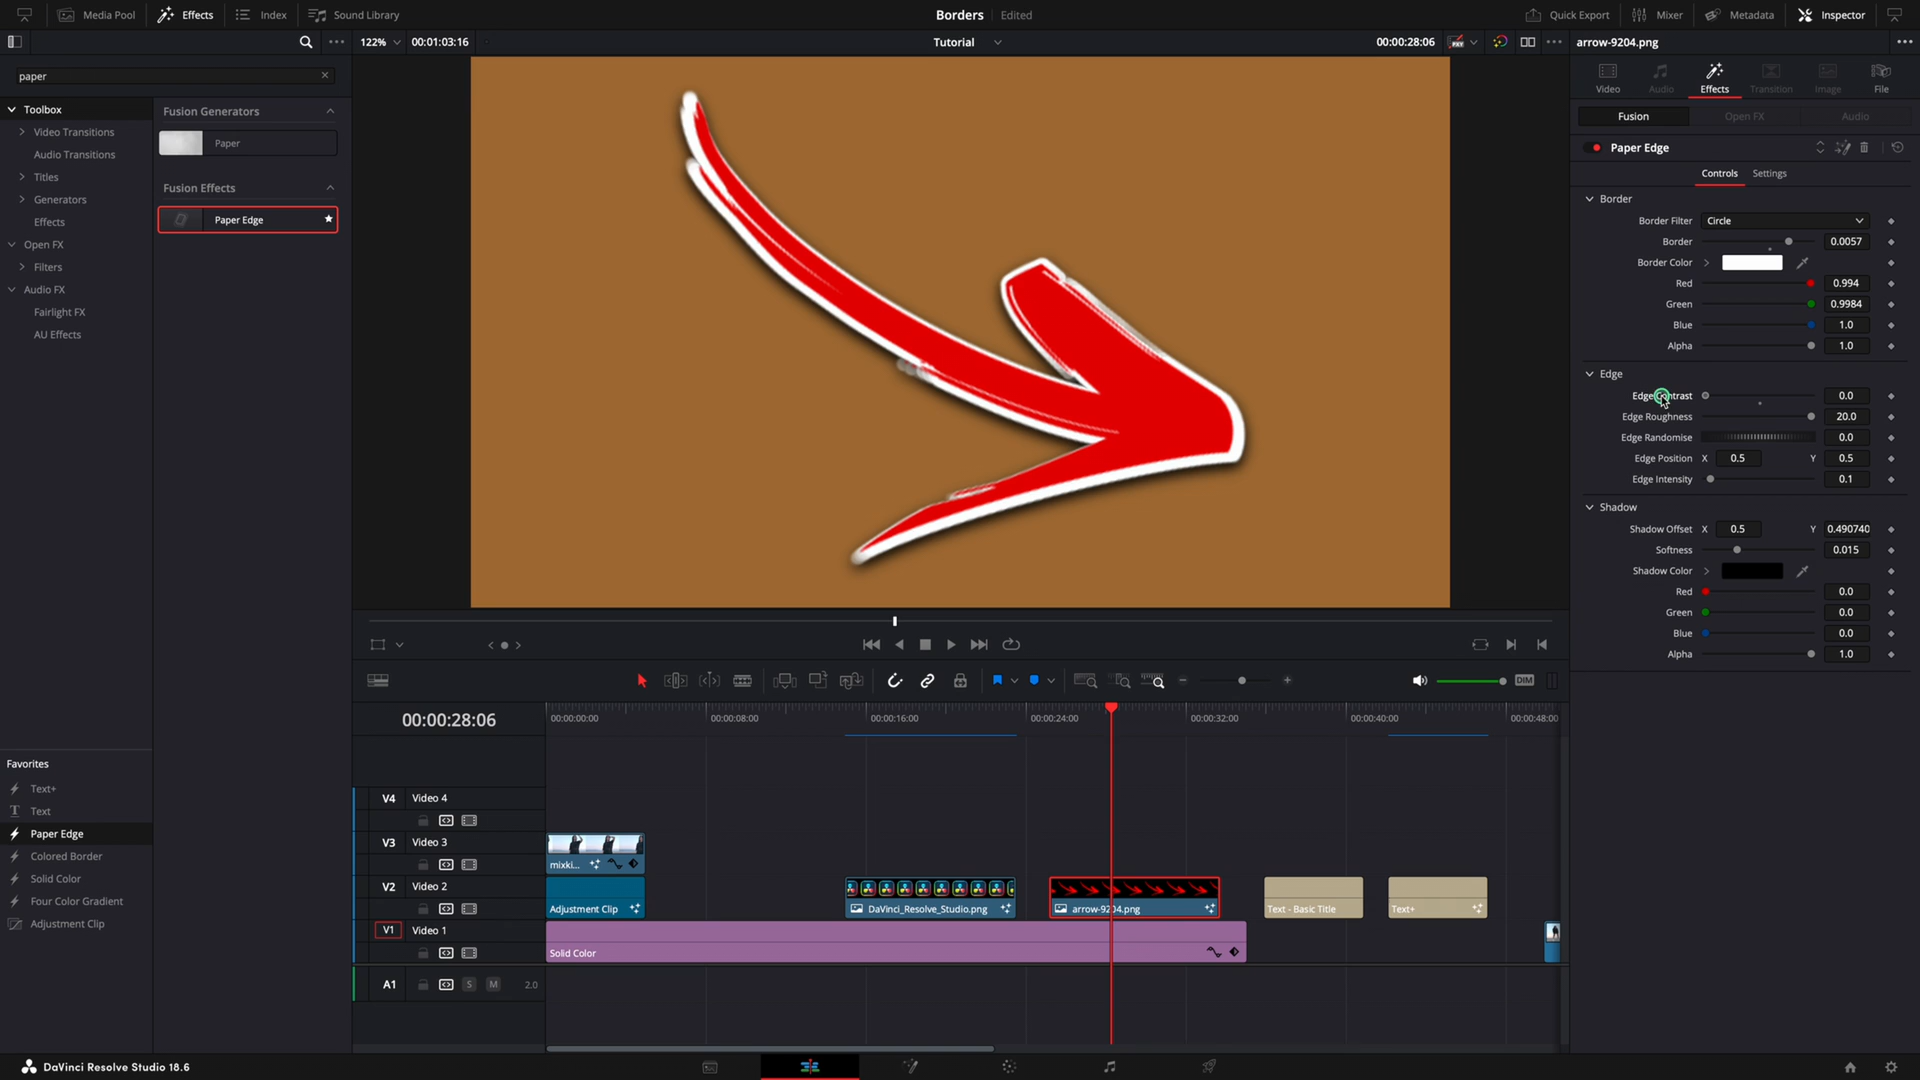 Media Pool Effects Index Sound Library Borders Edited Quick Export Mixer Metadata Inspector
122% 00:01:03:16 Tutorial 00:00:28:06 arrow-9204.png
paper
Video Audio Effects Transition Image File
Toolbox
Video Transitions
Audio Transitions
Titles
Generators
Effects
Open FX
Filters
Audio FX
Fairlight FX
AU Effects
Fusion Generators
Paper
Fusion Effects
Paper Edge
Fusion Open FX Audio
Paper Edge
Controls Settings
Border
Border Filter Circle
Border 0.0057
Border Color
Red 0.994
Green 0.9984
Blue 1.0
Alpha 1.0
Edge
Edge Contrast 0.0
Edge Roughness 20.0
Edge Randomise 0.0
Edge Position X 0.5 Y 0.5
Edge Intensity 0.1
Shadow
Shadow Offset X 0.5 Y 0.490740
Softness 0.015
Shadow Color
Red 0.0
Green 0.0
Blue 0.0
Alpha 1.0
DIM
00:00:28:06 00:00:00:00 00:00:08:00 00:00:16:00 00:00:24:00 00:00:32:00 00:00:40:00 00:00:48:00
Favorites
Text+
Text
Paper Edge
Colored Border
Solid Color
Four Color Gradient
Adjustment Clip
V4 Video 4
V3 Video 3
mixki...
V2 Video 2
Adjustment Clip DaVinci_Resolve_Studio.png arrow-9204.png Text - Basic Title Text+
V1 Video 1
Solid Color
A1 S M 2.0
DaVinci Resolve Studio 18.6